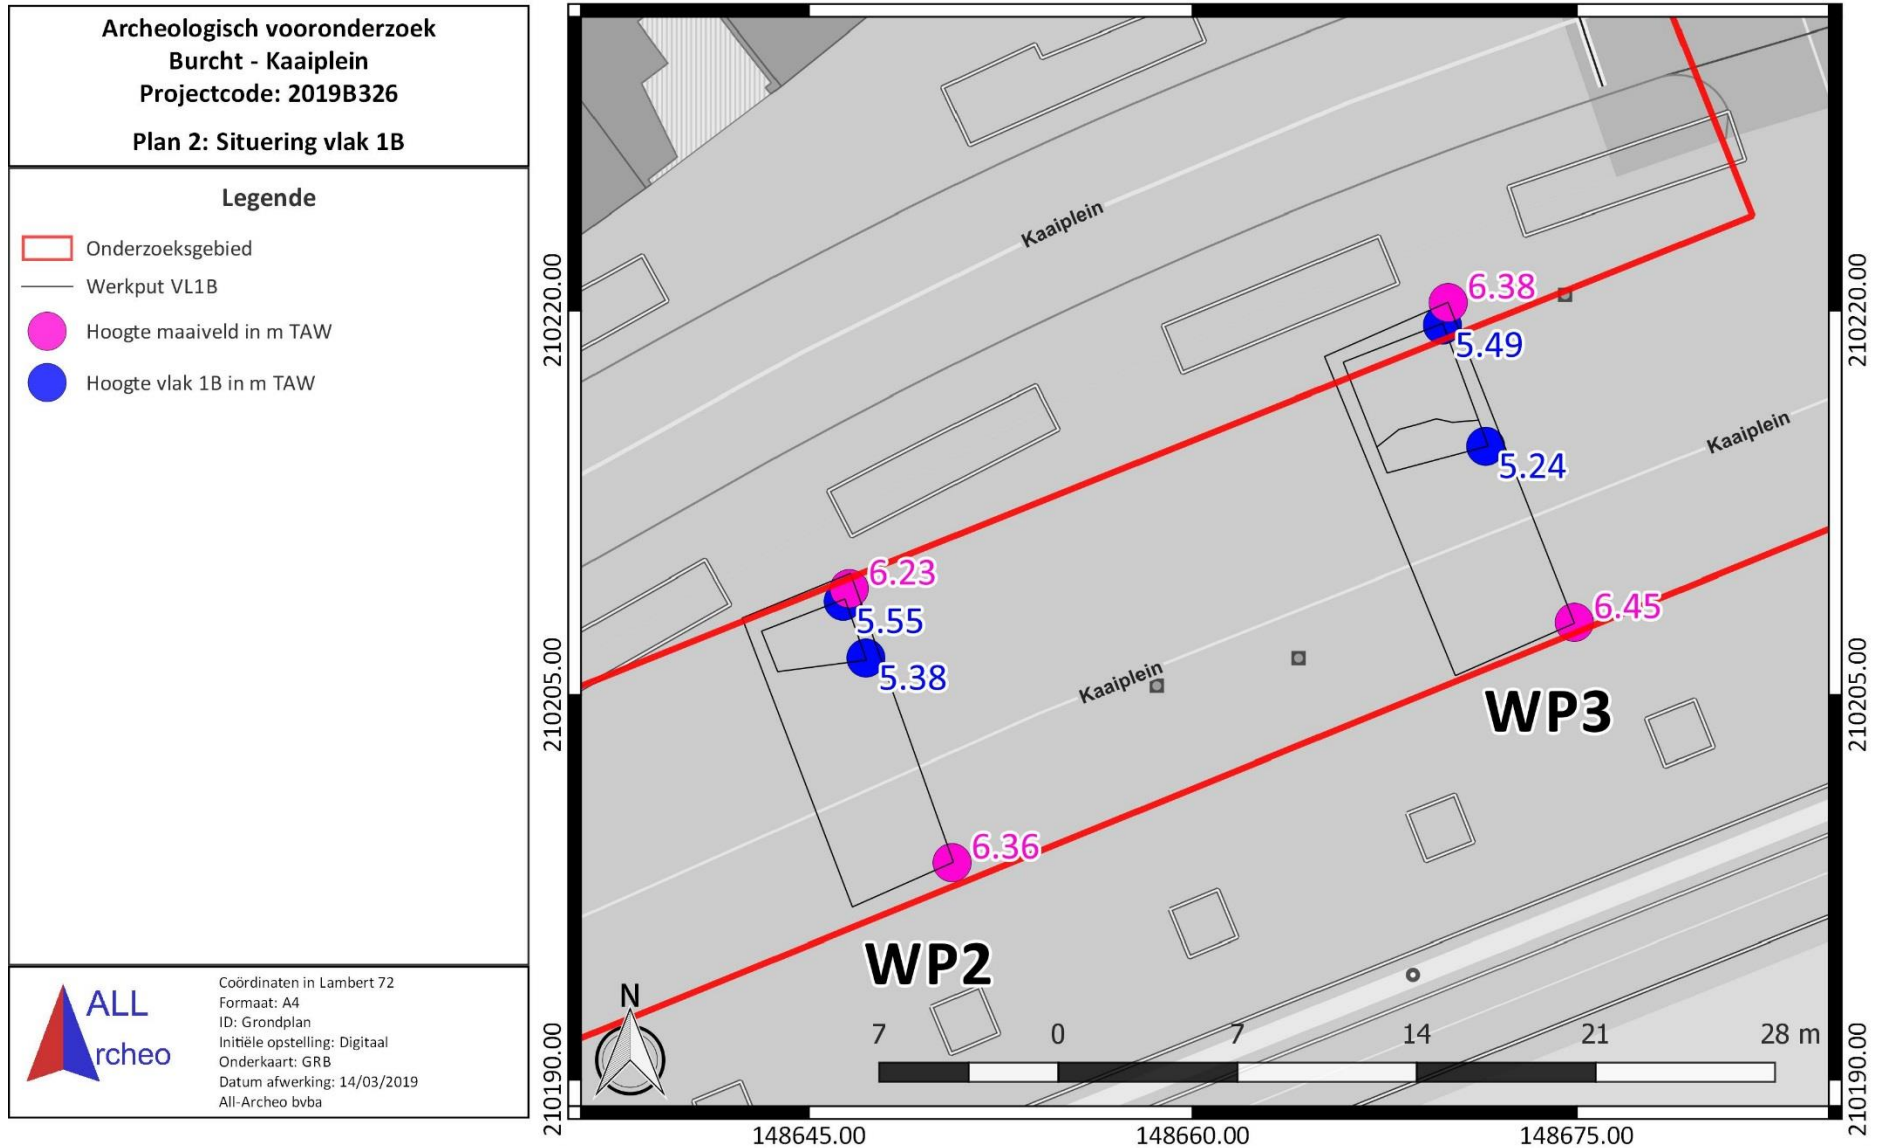 Archeologisch vooronderzoek
Burcht - Kaaiplein
Projectcode: 2019B326
Plan 2: Situering vlak 1B
Legende
Onderzoeksgebied
Werkput VL1B
Hoogte maaiveld in m TAW
Hoogte vlak 1B in m TAW
ALL
rcheo
Coördinaten in Lambert 72
Formaat: A4
ID: Grondplan
Initiële opstelling: Digitaal
Onderkaart: GRB
Datum afwerking: 14/03/2019
All-Archeo bvba
Kaaiplein
6.38
210220.00
210220.00
5.49
Kaaiplein
5.24
6.23
6.45
5.55
5.38
Kaaiplein
210205.00
210205.00
WP3
6.36
WP2
N
7 0 7 14 21 28 m
210190.00
210190.00
148645.00
148660.00
148675.00